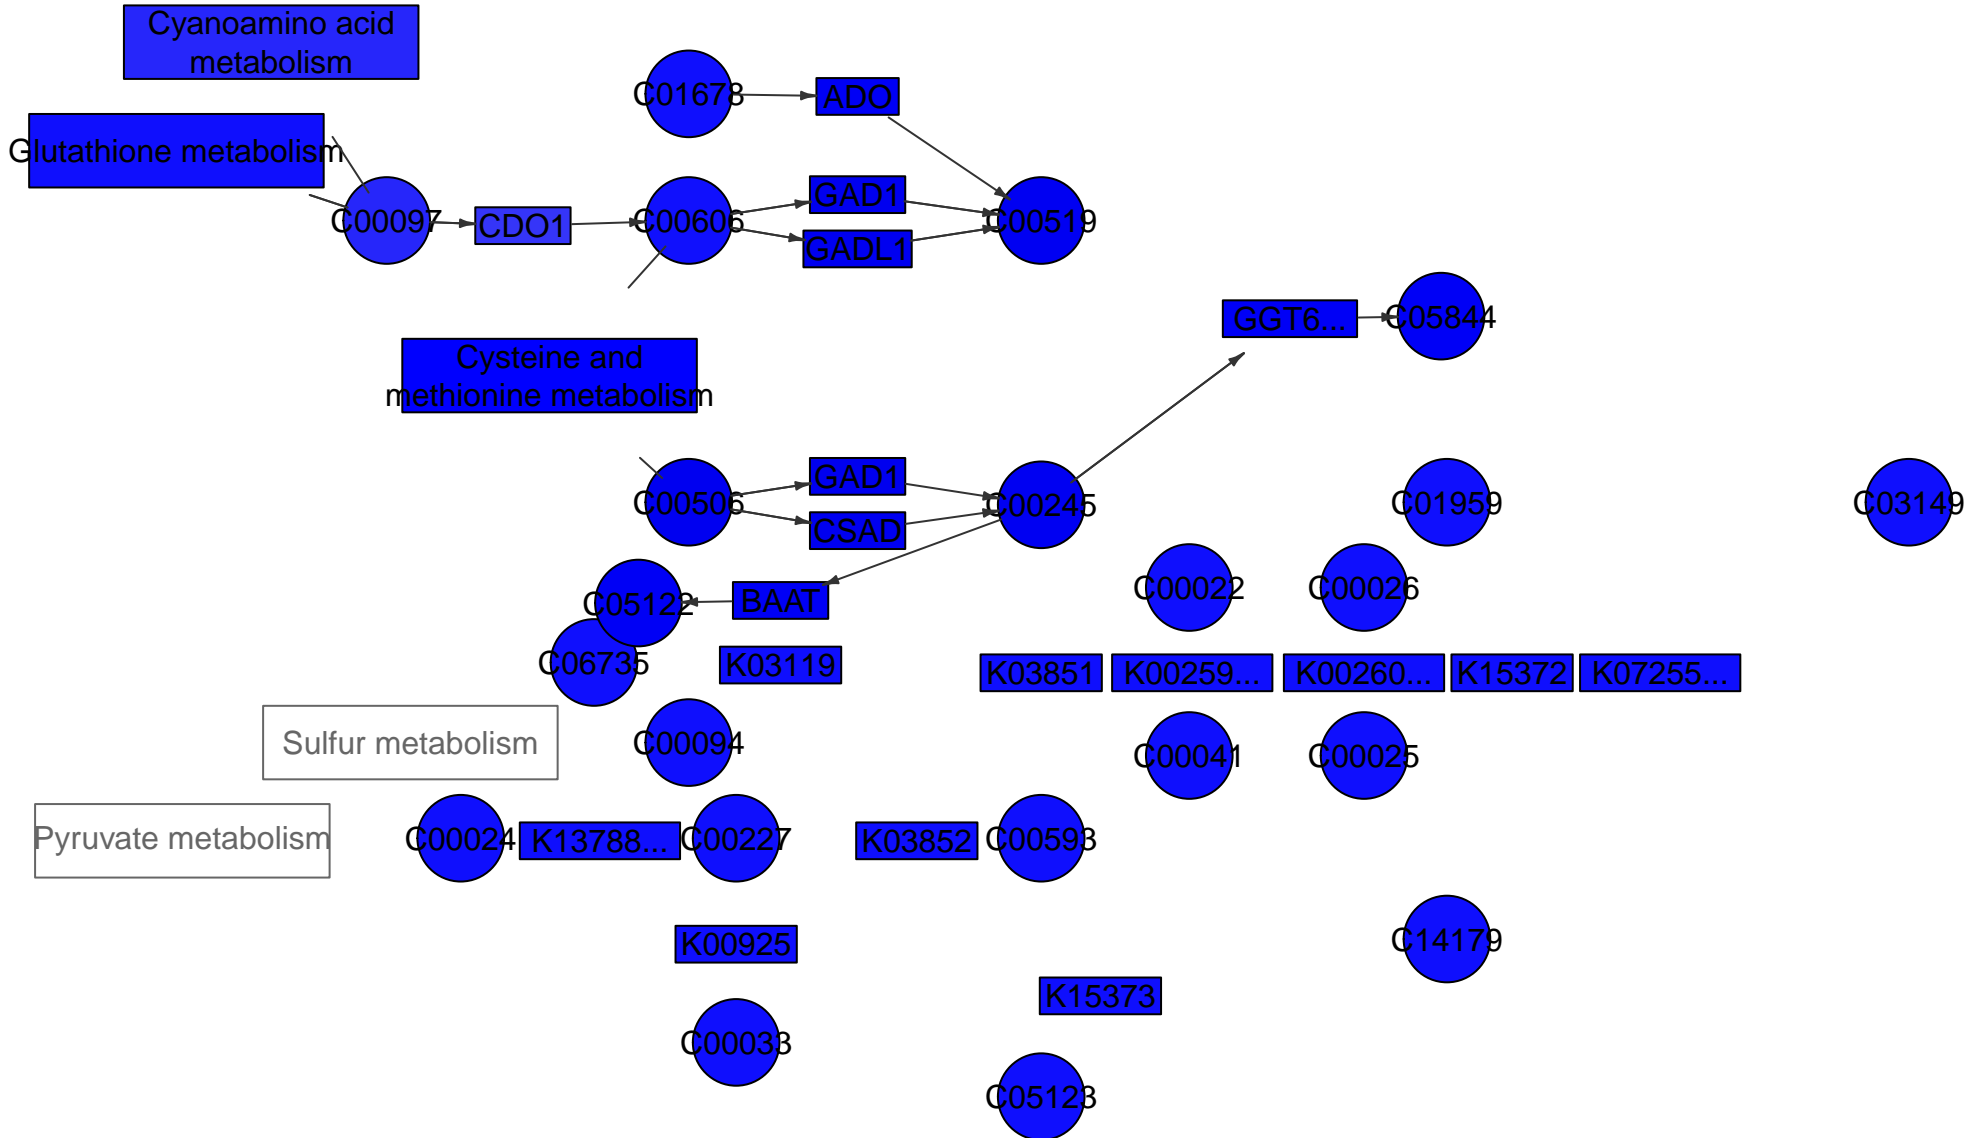 Cyanoamino acid
metabolism
C01678
ADO
Glutathione metabolism
C00097
CDO1
C00606
GAD1
GADL1
C00519
GGT6...
C05844
Cysteine and
methionine metabolism
C00506
GAD1
CSAD
C00245
C01959
C03149
C05122
BAAT
C00022
C00026
C06735
K03119
K03851
K00259...
K00260...
K15372
K07255...
Sulfur metabolism
C00094
C00041
C00025
Pyruvate metabolism
C00024
K13788...
C00227
K03852
C00593
K00925
C14179
K15373
C00033
C05123